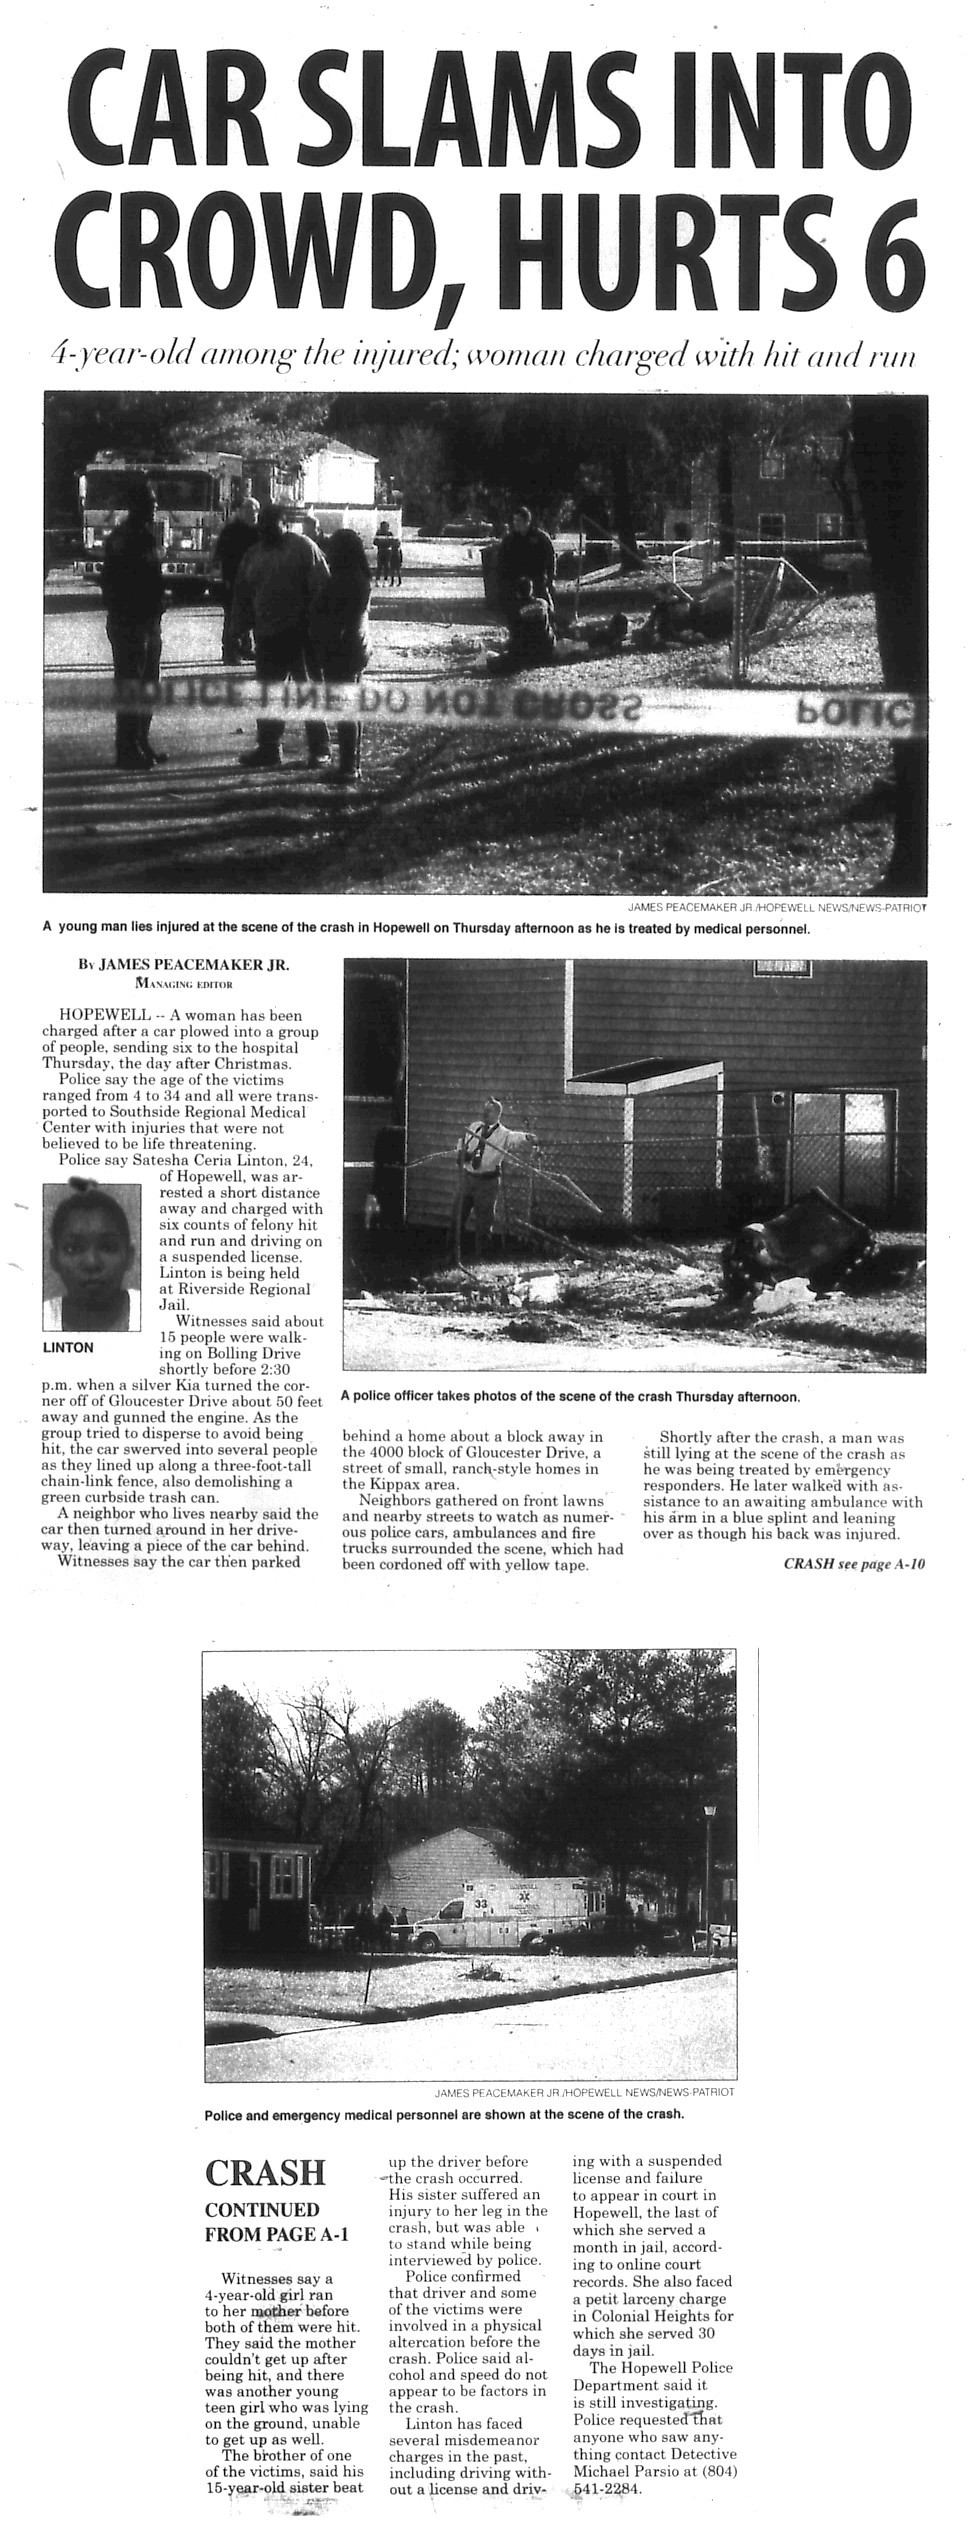 CAR SLAMS INTO
CROWD, HURTS 6
4-year-old among the injured; woman charged with hit and run
POLICE LINE DO NOT CROSS POLIC
JAMES PEACEMAKER JR./HOPEWELL NEWS/NEWS-PATRIOT
A young man lies injured at the scene of the crash in Hopewell on Thursday afternoon as he is treated by medical personnel.
By JAMES PEACEMAKER JR.
MANAGING EDITOR
HOPEWELL -- A woman has been
charged after a car plowed into a group
of people, sending six to the hospital
Thursday, the day after Christmas.
Police say the age of the victims
ranged from 4 to 34 and all were trans-
ported to Southside Regional Medical
Center with injuries that were not
believed to be life threatening.
Police say Satesha Ceria Linton, 24,
of Hopewell, was ar-
rested a short distance
away and charged with
six counts of felony hit
and run and driving on
a suspended license.
Linton is being held
at Riverside Regional
Jail.
Witnesses said about
15 people were walk-
ing on Bolling Drive
shortly before 2:30
LINTON
p.m. when a silver Kia turned the cor-
ner off of Gloucester Drive about 50 feet
away and gunned the engine. As the
group tried to disperse to avoid being
hit, the car swerved into several people
as they lined up along a three-foot-tall
chain-link fence, also demolishing a
green curbside trash can.
A neighbor who lives nearby said the
car then turned around in her drive-
way, leaving a piece of the car behind.
Witnesses say the car then parked
A police officer takes photos of the scene of the crash Thursday afternoon.
behind a home about a block away in
the 4000 block of Gloucester Drive, a
street of small, ranch-style homes in
the Kippax area.
Neighbors gathered on front lawns
and nearby streets to watch as numer-
ous police cars, ambulances and fire
trucks surrounded the scene, which had
been cordoned off with yellow tape.
Shortly after the crash, a man was
still lying at the scene of the crash as
he was being treated by emergency
responders. He later walked with as-
sistance to an awaiting ambulance with
his arm in a blue splint and leaning
over as though his back was injured.
CRASH see page A-10
33
JAMES PEACEMAKER JR./HOPEWELL NEWS/NEWS-PATRIOT
Police and emergency medical personnel are shown at the scene of the crash.
CRASH
CONTINUED
FROM PAGE A-1
Witnesses say a
4-year-old girl ran
to her mother before
both of them were hit.
They said the mother
couldn't get up after
being hit, and there
was another young
teen girl who was lying
on the ground, unable
to get up as well.
The brother of one
of the victims, said his
15-year-old sister beat
up the driver before
the crash occurred.
His sister suffered an
injury to her leg in the
crash, but was able
to stand while being
interviewed by police.
Police confirmed
that driver and some
of the victims were
involved in a physical
altercation before the
crash. Police said al-
cohol and speed do not
appear to be factors in
the crash.
Linton has faced
several misdemeanor
charges in the past,
including driving with-
out a license and driv-
ing with a suspended
license and failure
to appear in court in
Hopewell, the last of
which she served a
month in jail, accord-
ing to online court
records. She also faced
a petit larceny charge
in Colonial Heights for
which she served 30
days in jail.
The Hopewell Police
Department said it
is still investigating.
Police requested that
anyone who saw any-
thing contact Detective
Michael Parsio at (804)
541-2284.